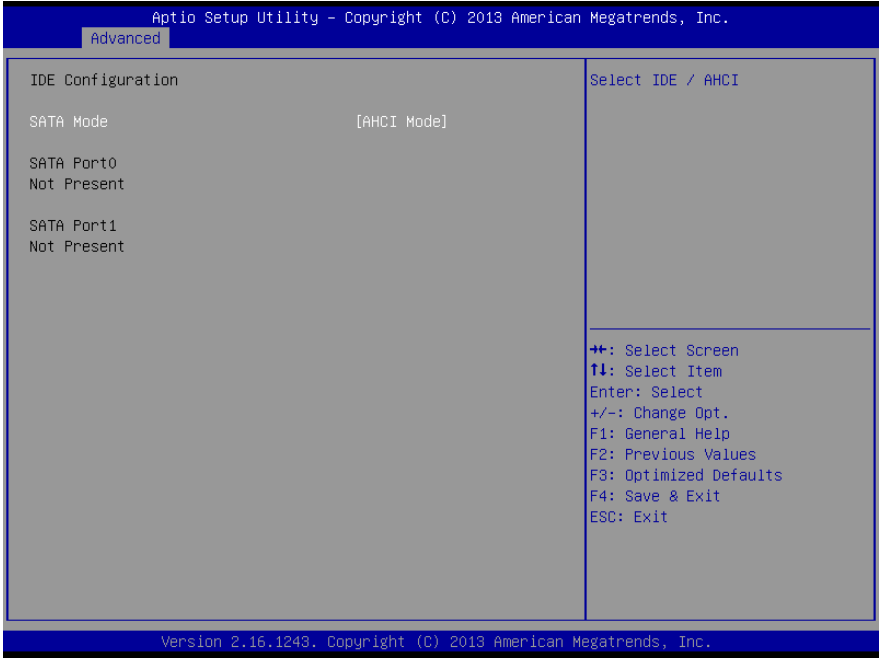 Aptio Setup Utility – Copyright (C) 2013 American Megatrends, Inc.
Advanced
IDE Configuration
SATA Mode [AHCI Mode]
SATA Port0
Not Present
SATA Port1
Not Present
Select IDE / AHCI
→←: Select Screen
↑↓: Select Item
Enter: Select
+/-: Change Opt.
F1: General Help
F2: Previous Values
F3: Optimized Defaults
F4: Save & Exit
ESC: Exit
Version 2.16.1243. Copyright (C) 2013 American Megatrends, Inc.